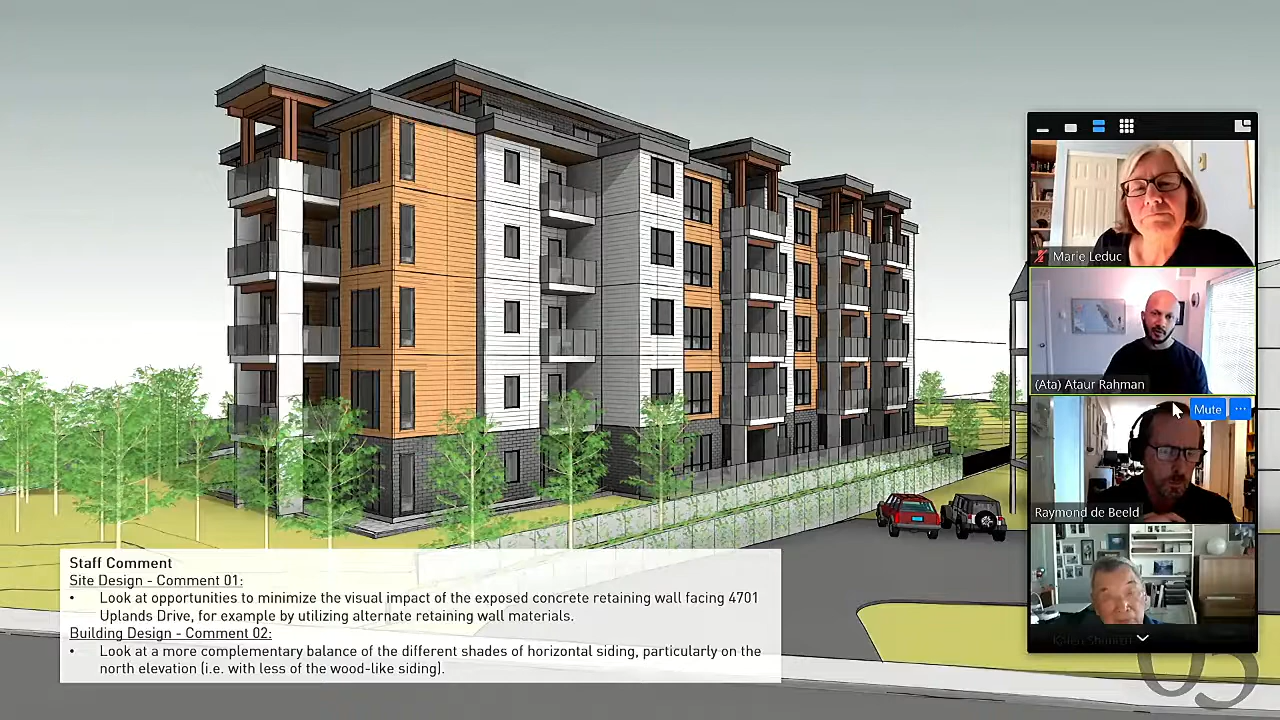 Marie Leduc
(Ata) Ataur Rahman
Mute
Raymond de Beeld
Staff Comment
Site Design - Comment 01:
• Look at opportunities to minimize the visual impact of the exposed concrete retaining wall facing 4701
Uplands Drive, for example by utilizing alternate retaining wall materials.
Building Design - Comment 02:
• Look at a more complementary balance of the different shades of horizontal siding, particularly on the
north elevation (i.e. with less of the wood-like siding).